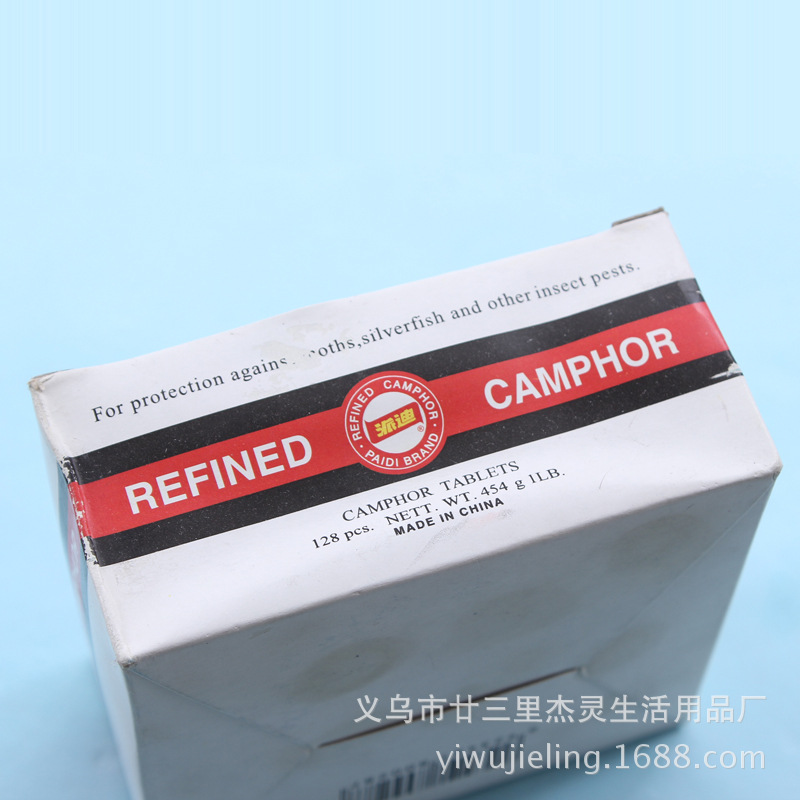 For protection agains  oths,silverfish and other insect pests.
REFINED CAMPHOR
REFINED CAMPHOR
派迪®
· PAIDI BRAND ·
CAMPHOR TABLETS
128 pcs. NETT. WT. 454 g 1LB.
MADE IN CHINA
义乌市廿三里杰灵生活用品厂
yiwujieling.1688.com